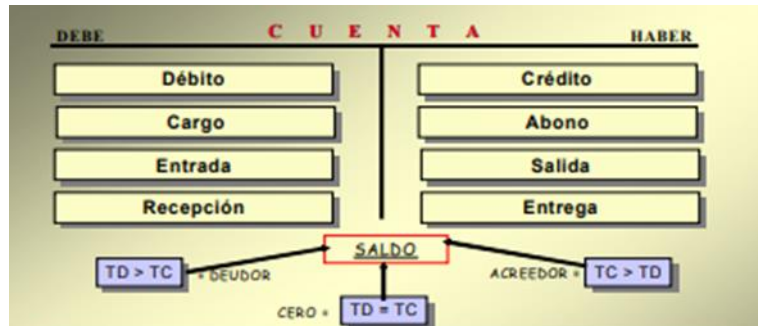 C U E N T A
DEBE HABER
Débito Crédito
Cargo Abono
Entrada Salida
Recepción Entrega
SALDO
TD > TC = DEUDOR ACREEDOR = TC > TD
CERO = TD = TC